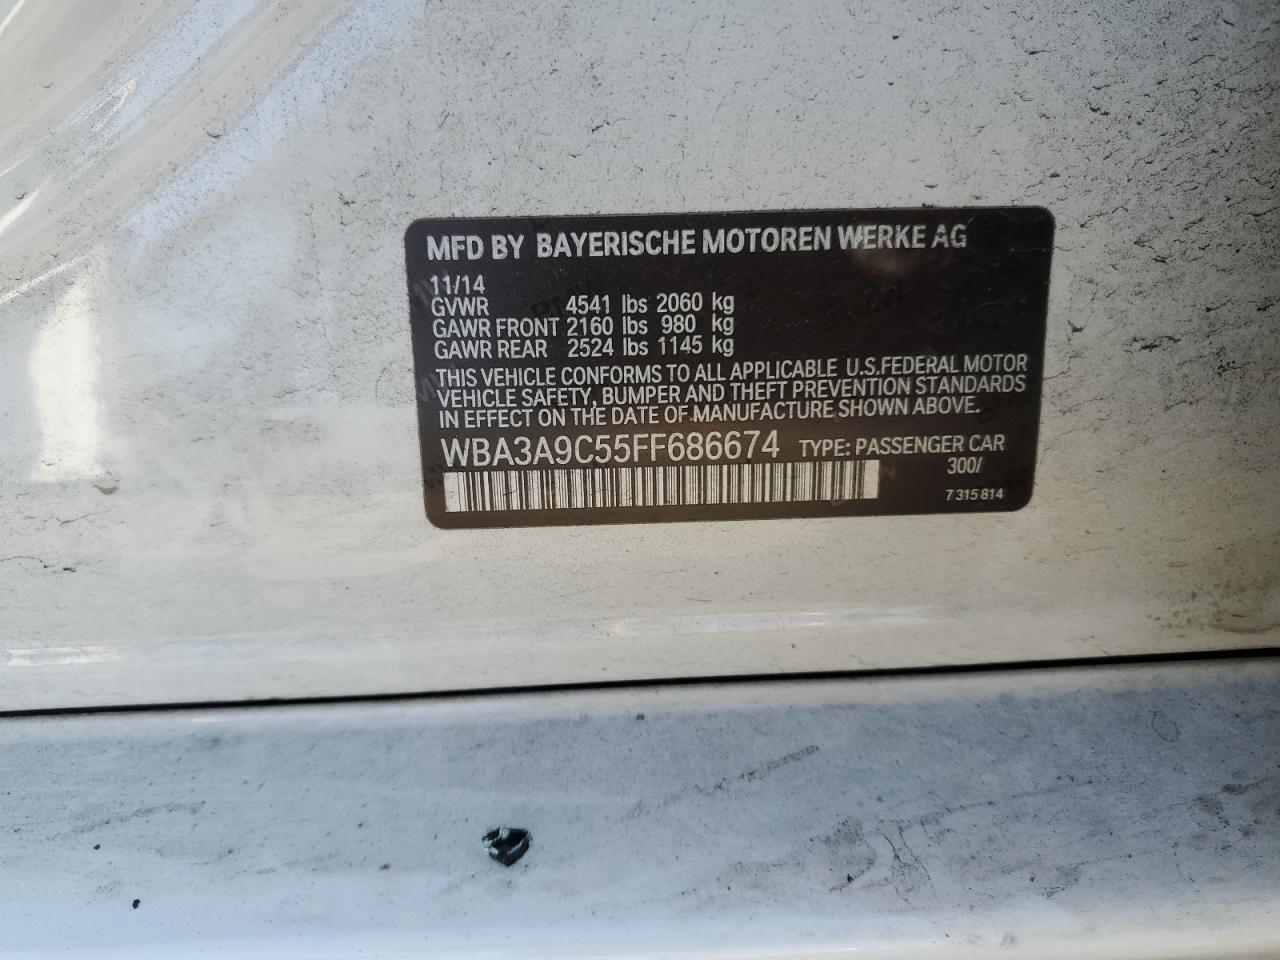 MFD BY BAYERISCHE MOTOREN WERKE AG
11/14
GVWR 4541 lbs 2060 kg
GAWR FRONT 2160 lbs 980 kg
GAWR REAR 2524 lbs 1145 kg
THIS VEHICLE CONFORMS TO ALL APPLICABLE U.S.FEDERAL MOTOR
VEHICLE SAFETY, BUMPER AND THEFT PREVENTION STANDARDS
IN EFFECT ON THE DATE OF MANUFACTURE SHOWN ABOVE.
WBA3A9C55FF686674 TYPE: PASSENGER CAR
300/
7 315 814